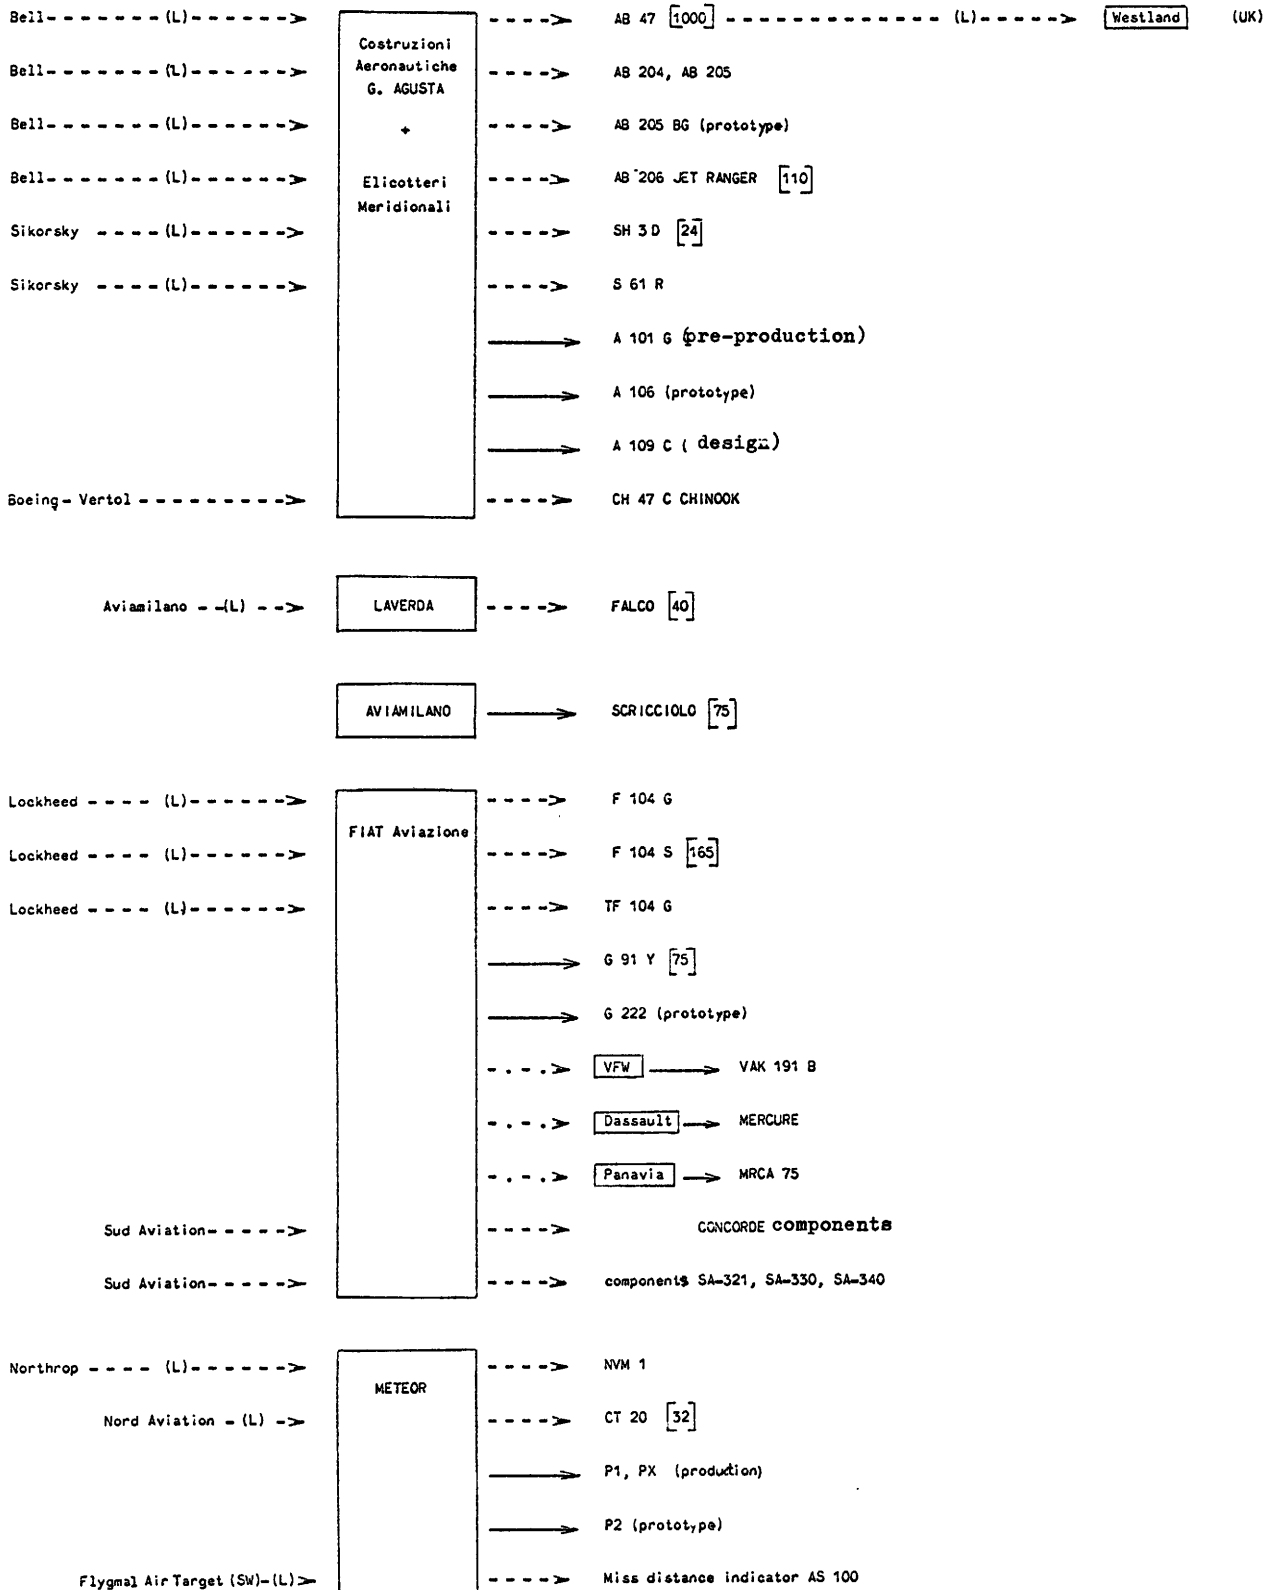 Bell (L) AB 47 [1000] (L) Westland (UK)
Costruzioni
Aeronautiche
G. AGUSTA
+
Elicotteri
Meridionali
Bell (L) AB 204, AB 205
Bell (L) AB 205 BG (prototype)
Bell (L) AB 206 JET RANGER [110]
Sikorsky (L) SH 3 D [24]
Sikorsky (L) S 61 R
A 101 G (pre-production)
A 106 (prototype)
A 109 C ( design)
Boeing - Vertol CH 47 C CHINOOK
Aviamilano (L) LAVERDA FALCO [40]
AVIAMILANO SCRICCIOLO [75]
Lockheed (L) F 104 G
FIAT Aviazione
Lockheed (L) F 104 S [165]
Lockheed (L) TF 104 G
G 91 Y [75]
G 222 (prototype)
VFW VAK 191 B
Dassault MERCURE
Panavia MRCA 75
Sud Aviation CONCORDE components
Sud Aviation components SA-321, SA-330, SA-340
Northrop (L) NVM 1
METEOR
Nord Aviation (L) CT 20 [32]
P1, PX (production)
P2 (prototype)
Flygmal Air Target (SW)-(L) Miss distance indicator AS 100